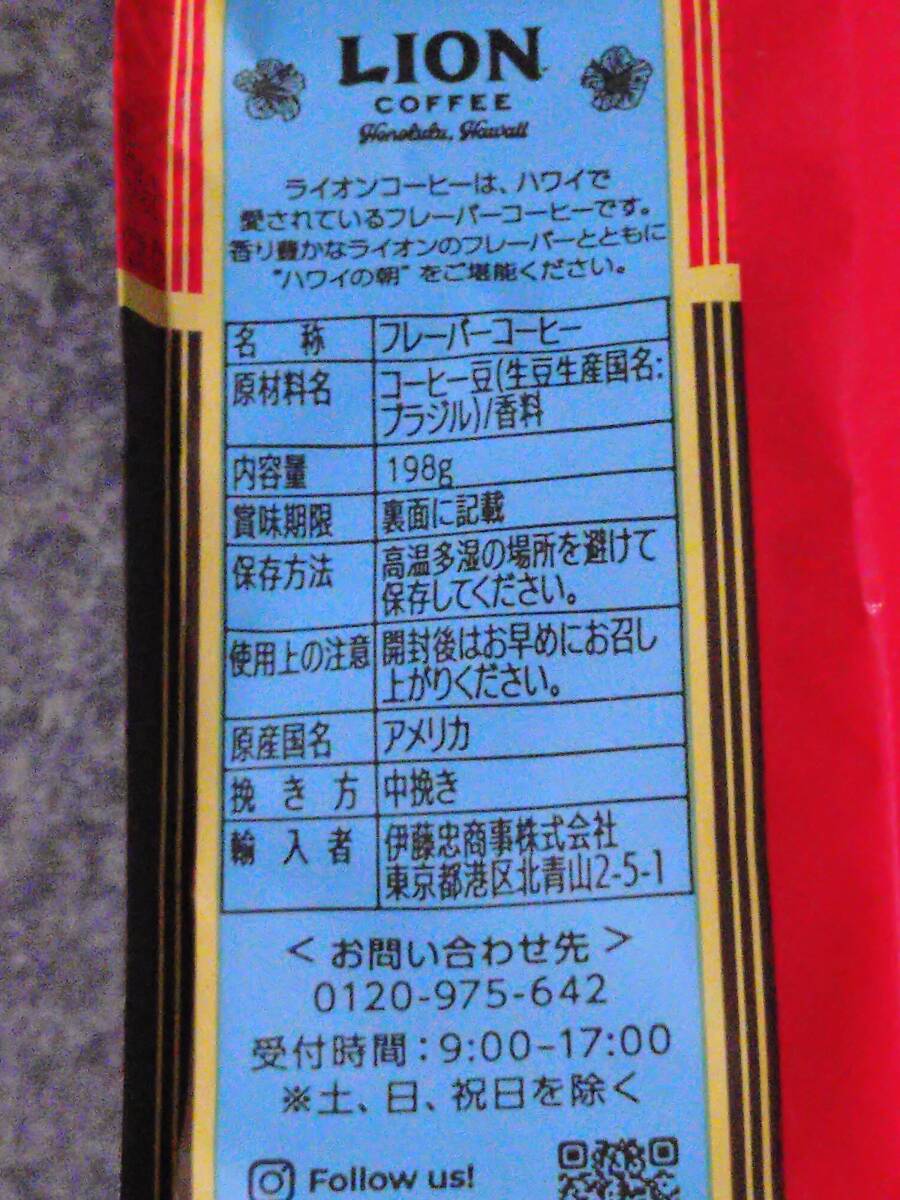 LION
COFFEE
Honolulu, Hawaii
ライオンコーヒーは、ハワイで
愛されているフレーバーコーヒーです。
香り豊かなライオンのフレーバーとともに
"ハワイの朝" をご堪能ください。
名 称 フレーバーコーヒー
原材料名 コーヒー豆(生豆生産国名:
ブラジル)/香料
内容量 198g
賞味期限 裏面に記載
保存方法 高温多湿の場所を避けて
保存してください。
使用上の注意 開封後はお早めにお召し
上がりください。
原産国名 アメリカ
挽き方 中挽き
輸入者 伊藤忠商事株式会社
東京都港区北青山2-5-1
<お問い合わせ先>
0120-975-642
受付時間:9:00-17:00
※土、日、祝日を除く
Follow us!